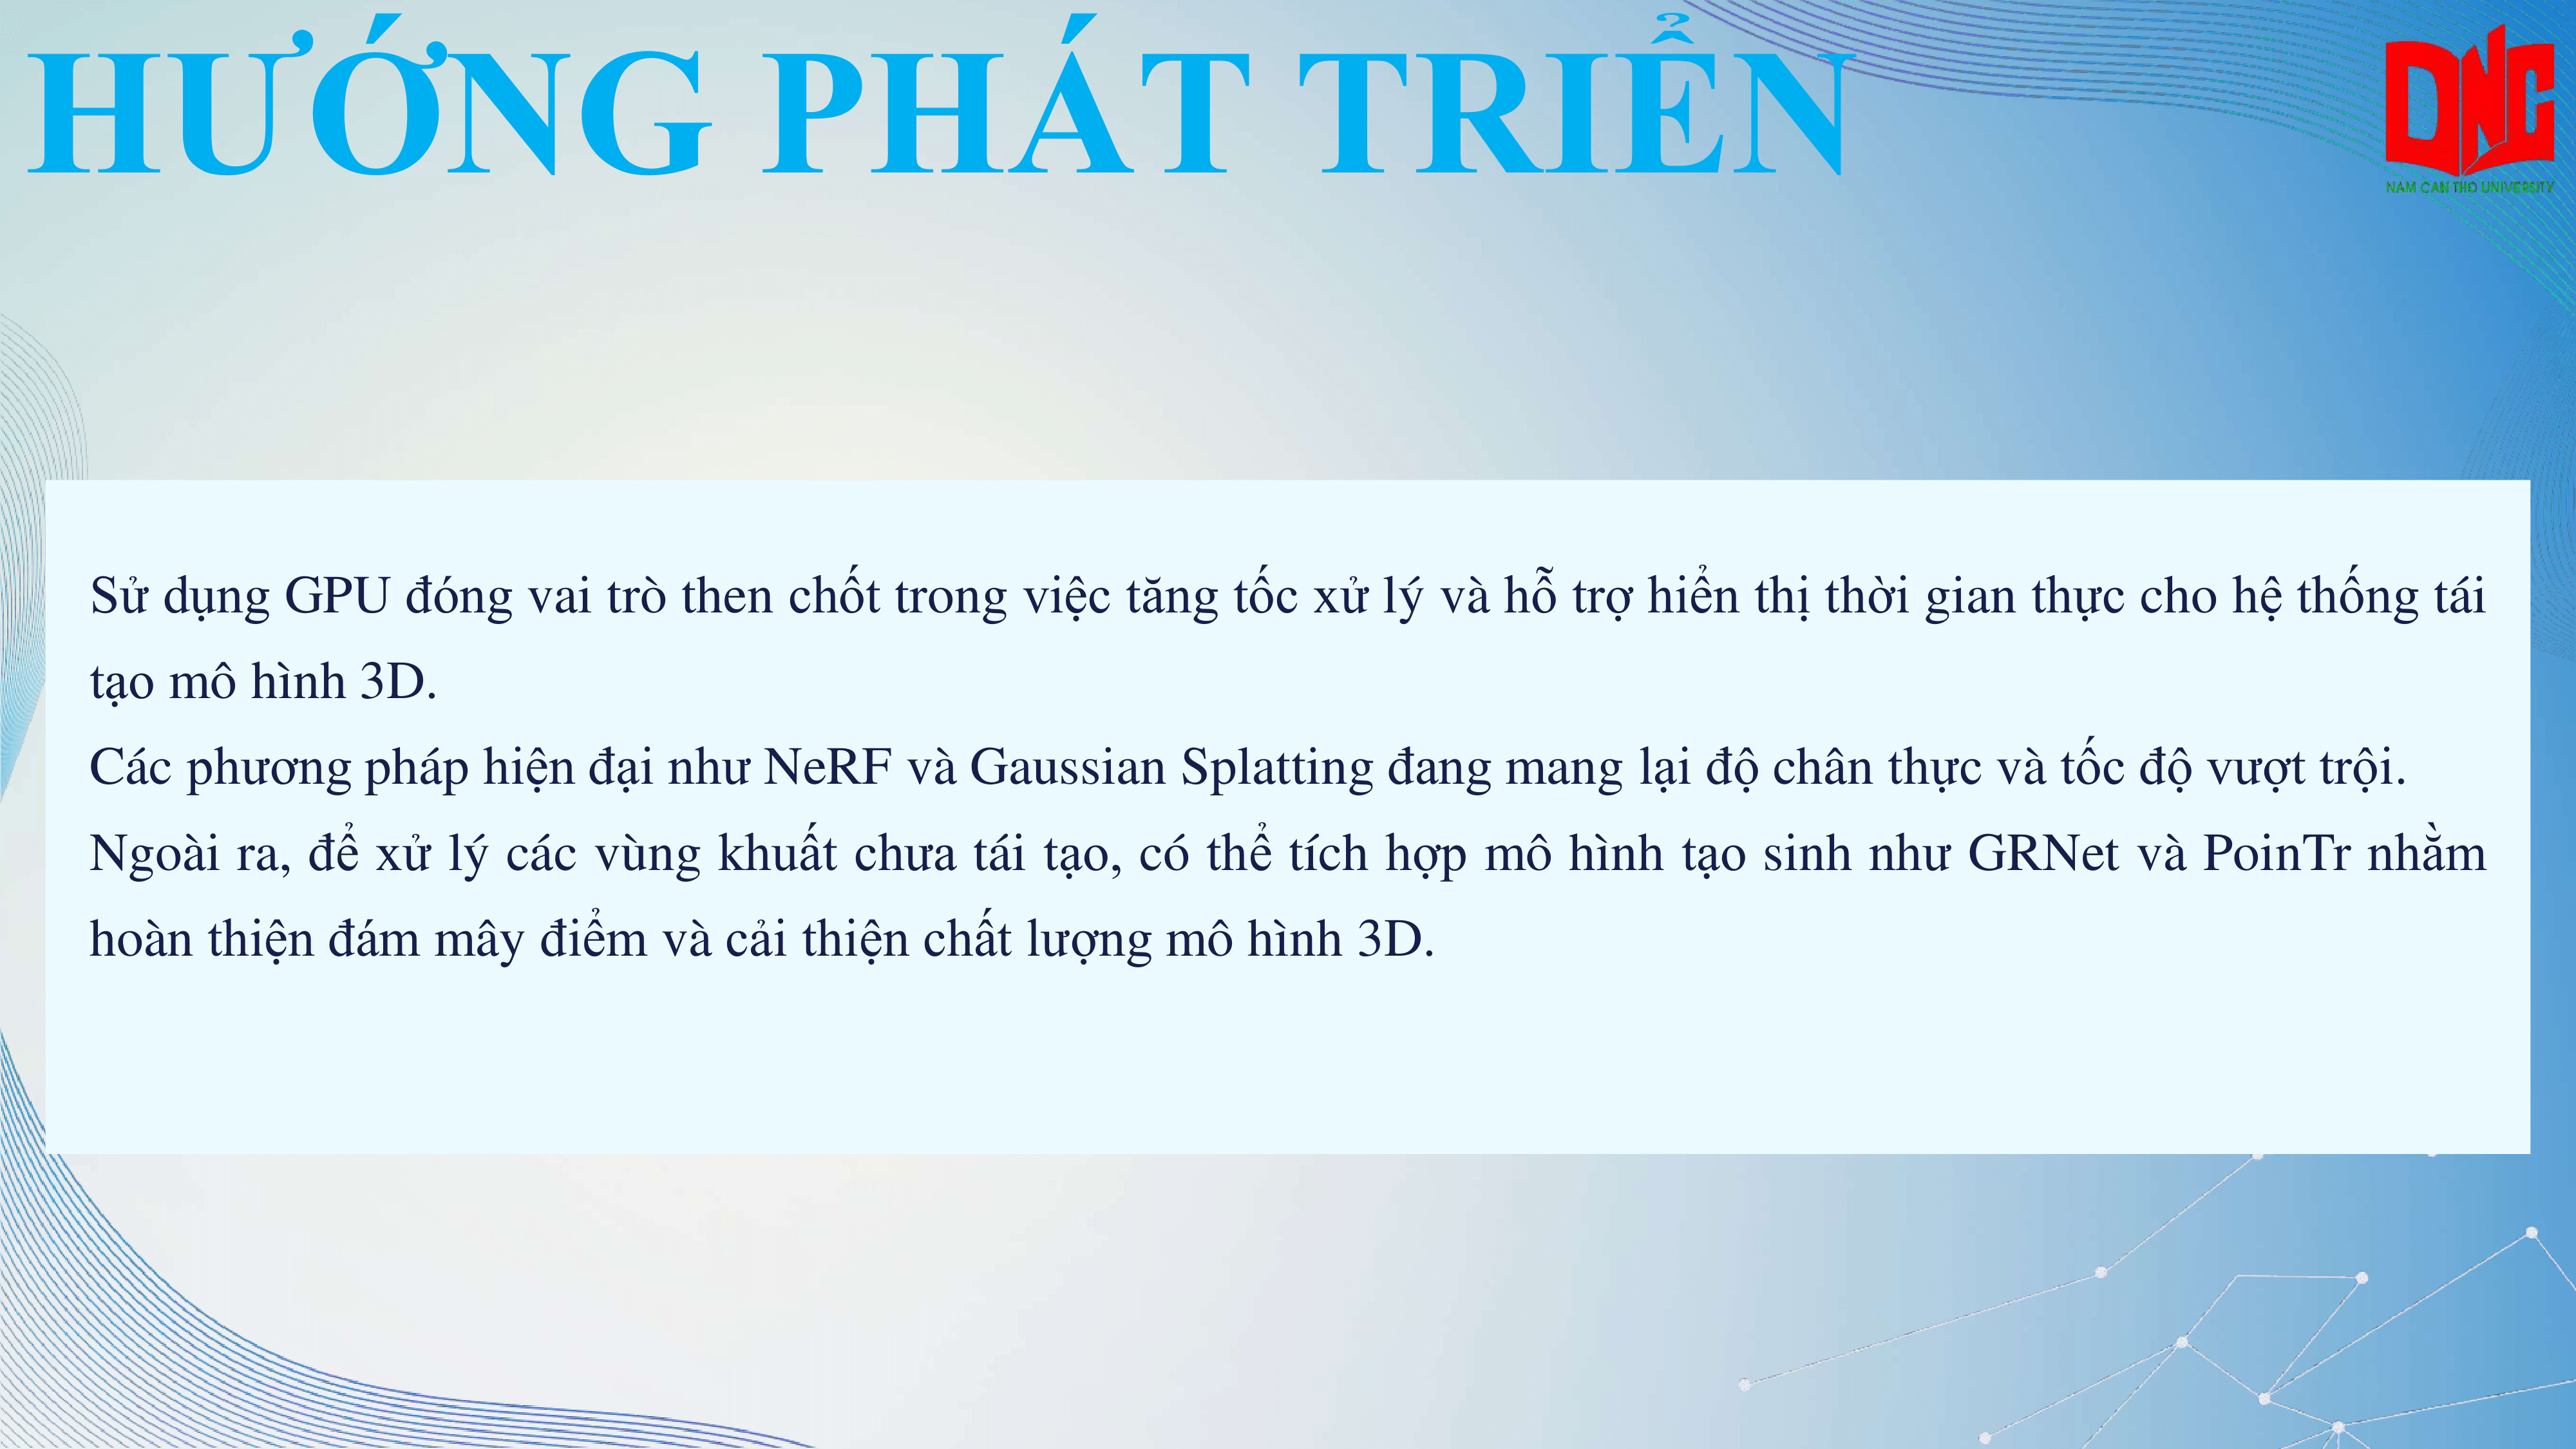 HƯỚNG PHÁT TRIỂN
DNC
NAM CAN THO UNIVERSITY
Sử dụng GPU đóng vai trò then chốt trong việc tăng tốc xử lý và hỗ trợ hiển thị thời gian thực cho hệ thống tái
tạo mô hình 3D.
Các phương pháp hiện đại như NeRF và Gaussian Splatting đang mang lại độ chân thực và tốc độ vượt trội.
Ngoài ra, để xử lý các vùng khuất chưa tái tạo, có thể tích hợp mô hình tạo sinh như GRNet và PoinTr nhằm
hoàn thiện đám mây điểm và cải thiện chất lượng mô hình 3D.